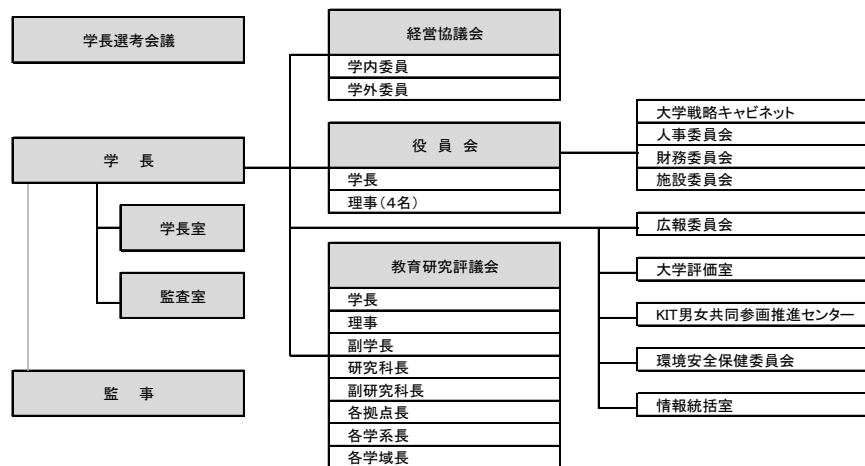 学長選考会議
学　長
学長室
監査室
監　事
経営協議会
学内委員
学外委員
役 員 会
学長
理事(4名)
教育研究評議会
学長
理事
副学長
研究科長
副研究科長
各拠点長
各学系長
各学域長
大学戦略キャビネット
人事委員会
財務委員会
施設委員会
広報委員会
大学評価室
KIT男女共同参画推進センター
環境安全保健委員会
情報統括室